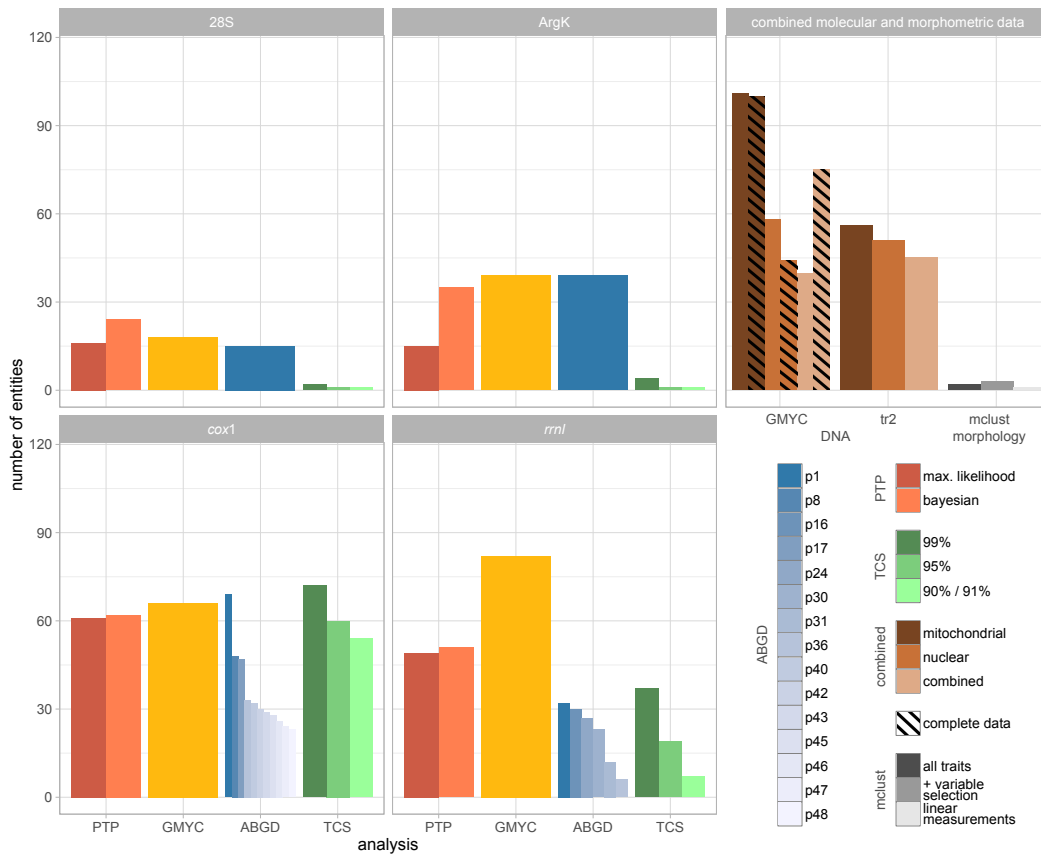 28S
ArgK
combined molecular and morphometric data
number of entities
120
90
60
30
0
GMYC
tr2
mclust
DNA
morphology
cox1
rrnl
120
90
60
30
0
PTP
GMYC
ABGD
TCS
PTP
GMYC
ABGD
TCS
analysis
ABGD
p1
p8
p16
p17
p24
p30
p31
p36
p40
p42
p43
p45
p46
p47
p48
PTP
max. likelihood
bayesian
TCS
99%
95%
90% / 91%
combined
mitochondrial
nuclear
combined
complete data
mclust
all traits
+ variable
selection
linear
measurements